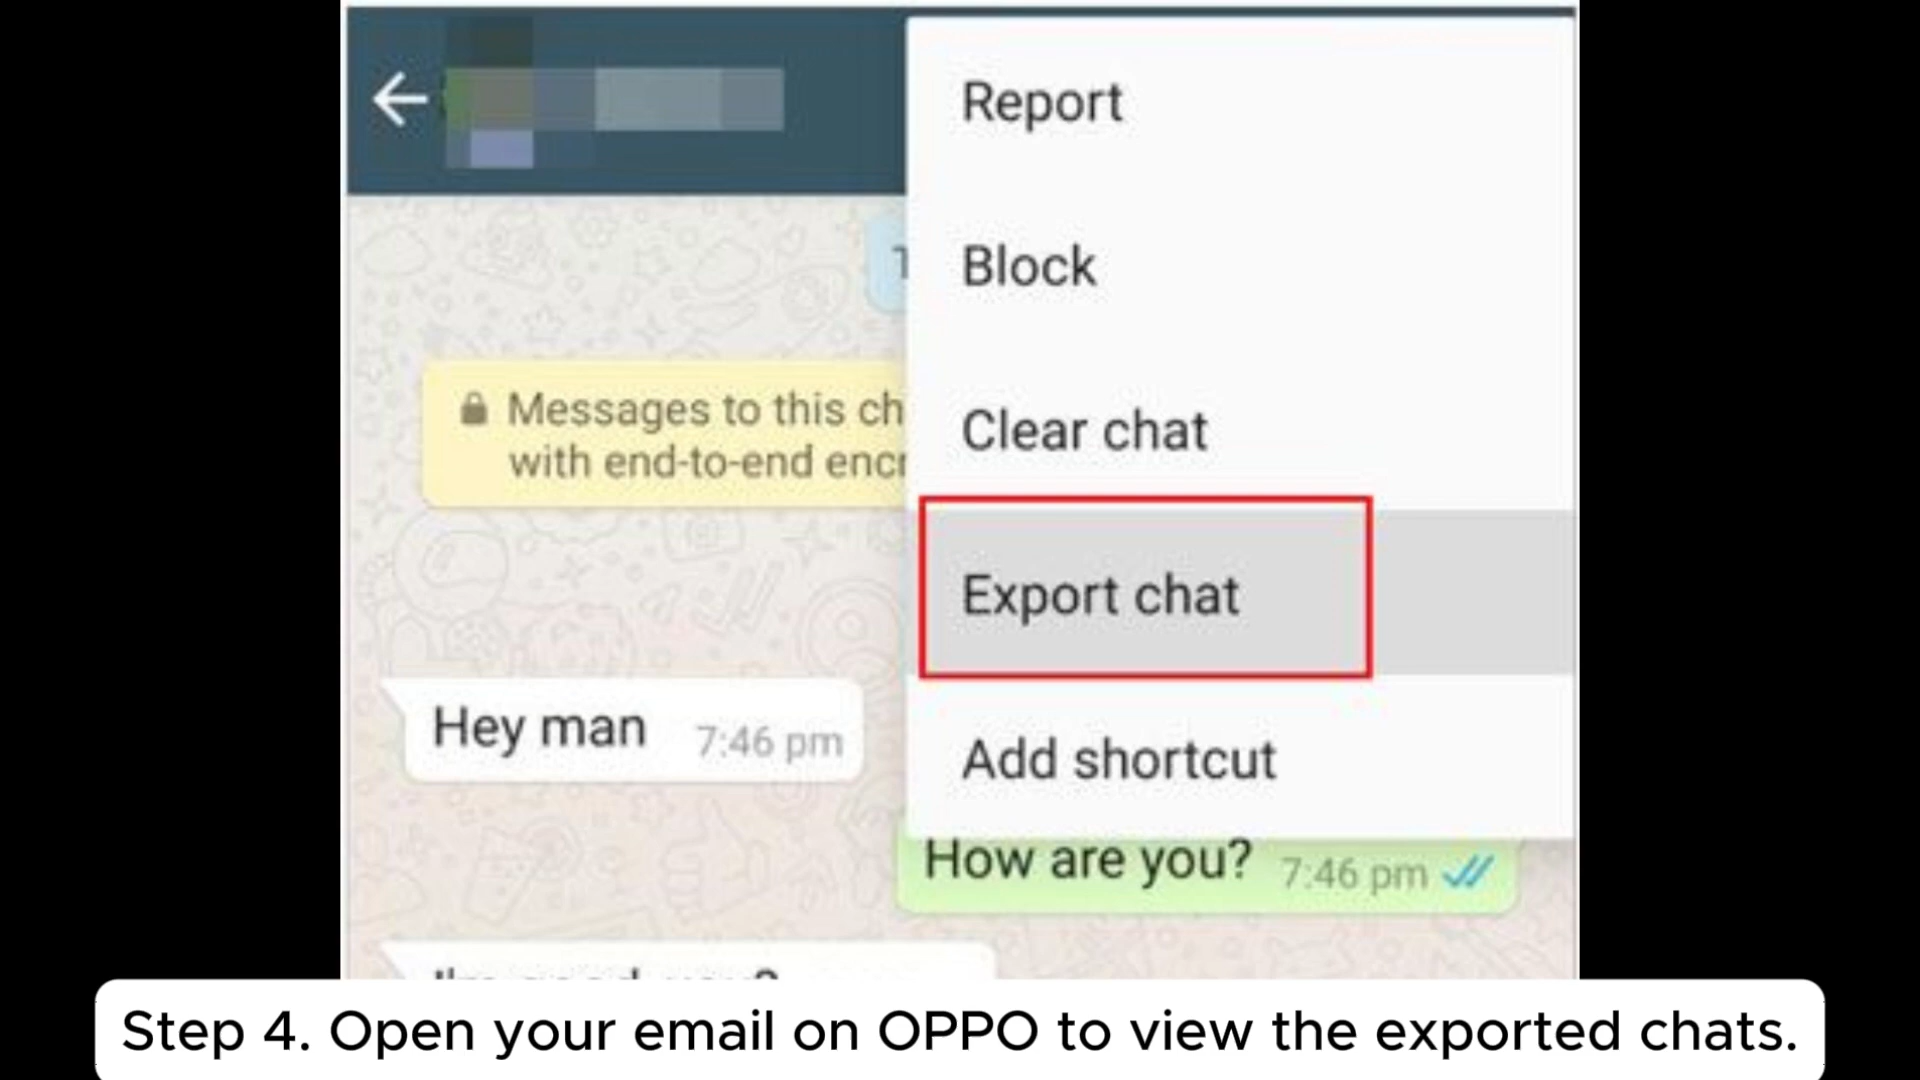 Report
Block
Clear chat
Export chat
Add shortcut
Messages to this ch
with end-to-end enc
Hey man 7:46 pm
How are you? 7:46 pm
Step 4. Open your email on OPPO to view the exported chats.